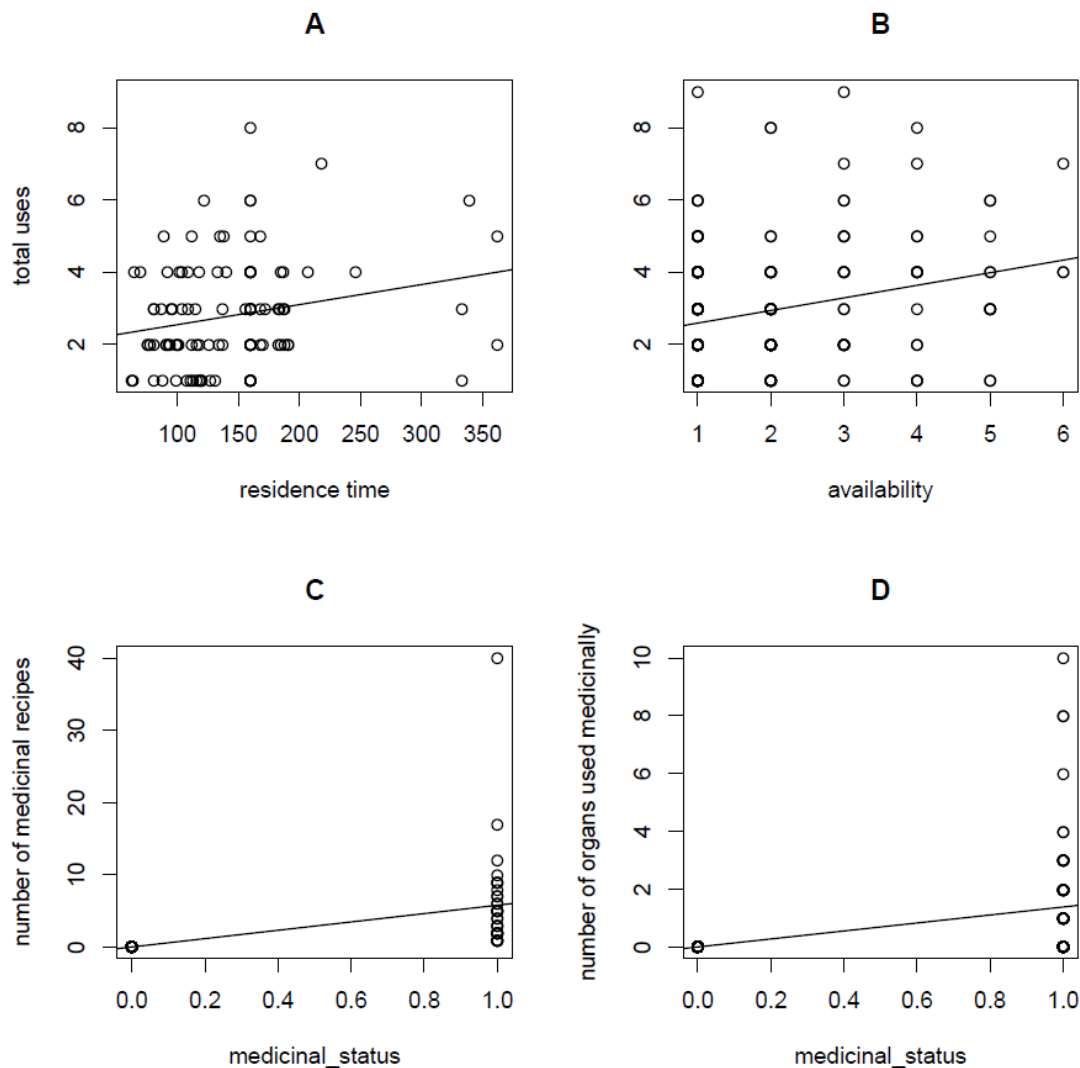 A
total uses
8
6
4
2
100 150 200 250 300 350
residence time
B
8
6
4
2
1 2 3 4 5 6
availability
C
number of medicinal recipes
40
30
20
10
0
0.0 0.2 0.4 0.6 0.8 1.0
medicinal_status
D
number of organs used medicinally
10
8
6
4
2
0
0.0 0.2 0.4 0.6 0.8 1.0
medicinal_status